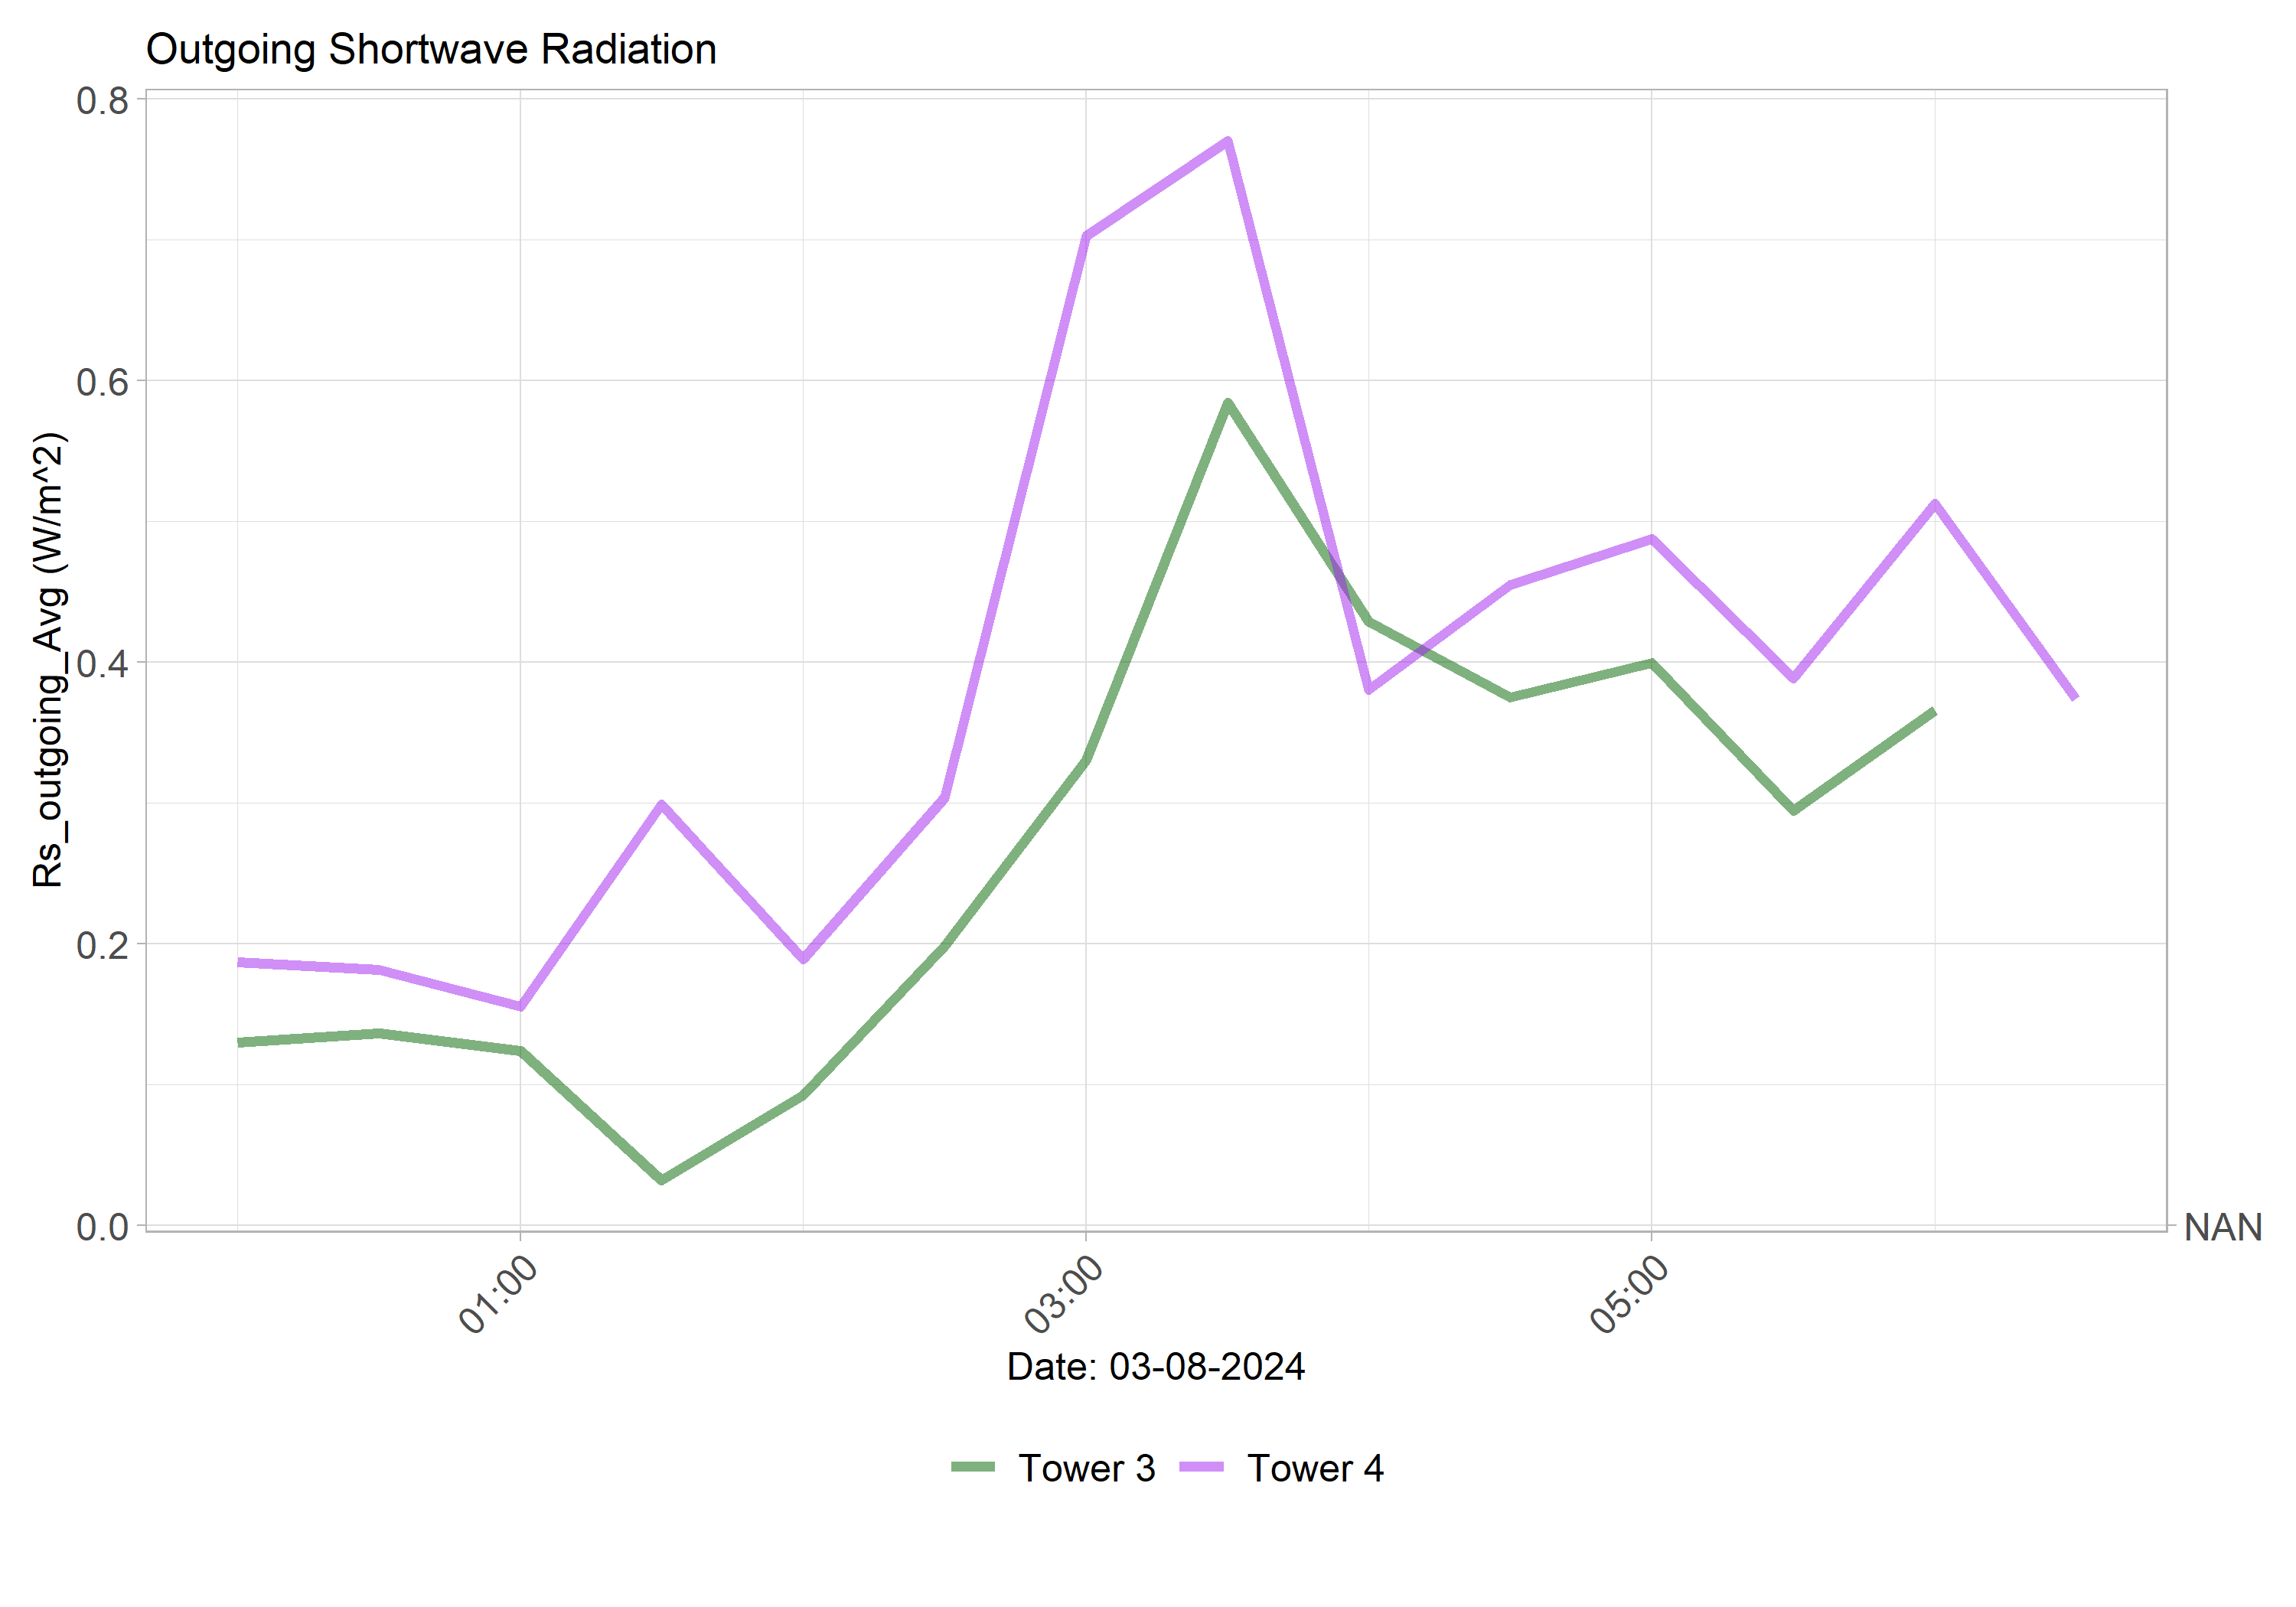 Outgoing Shortwave Radiation
Rs_outgoing_Avg (W/m^2)
0.8
0.6
0.4
0.2
0.0
NAN
01:00
03:00
05:00
Date: 03-08-2024
Tower 3
Tower 4